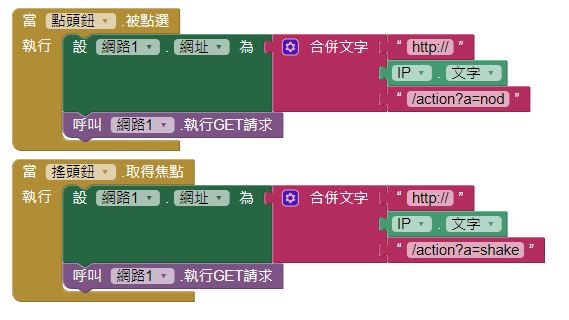 當 點頭鈕 .被點選
執行 設 網路1 . 網址 為 合併文字 “ http:// ”
IP . 文字
“ /action?a=nod ”
呼叫 網路1 .執行GET請求
當 搖頭鈕 .取得焦點
執行 設 網路1 . 網址 為 合併文字 “ http:// ”
IP . 文字
“ /action?a=shake ”
呼叫 網路1 .執行GET請求